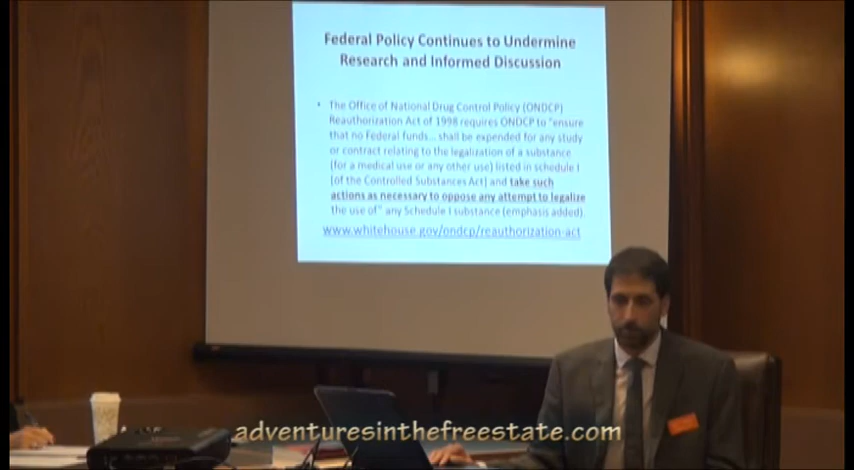 Federal Policy Continues to Undermine
Research and Informed Discussion
• The Office of National Drug Control Policy (ONDCP)
Reauthorization Act of 1998 requires ONDCP to "ensure
that no Federal funds... shall be expended for any study
or contract relating to the legalization of a substance
(for a medical use or any other use) listed in schedule I
[of the Controlled Substances Act] and take such
actions as necessary to oppose any attempt to legalize
the use of" any Schedule I substance (emphasis added).
www.whitehouse.gov/ondcp/reauthorization-act
adventuresinthefreestate.com